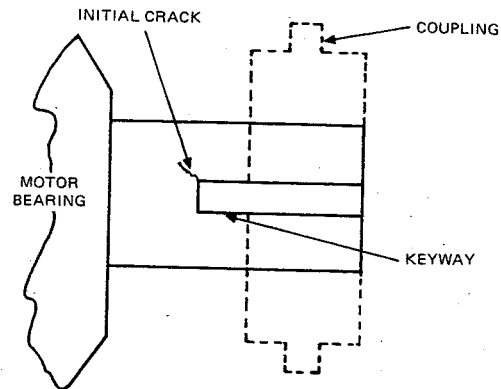 INITIAL CRACK
COUPLING
MOTOR
BEARING
KEYWAY